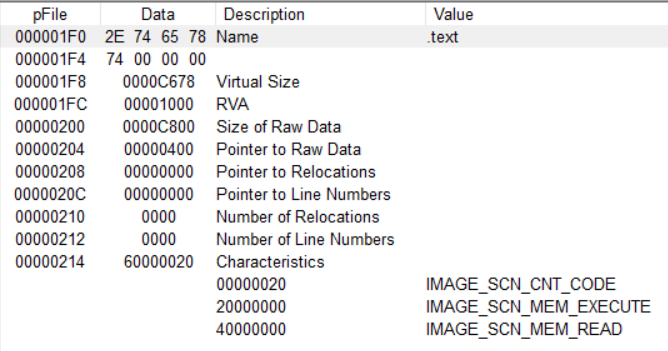 pFile Data Description Value
000001F0 2E 74 65 78 Name .text
000001F4 74 00 00 00
000001F8 0000C678 Virtual Size
000001FC 00001000 RVA
00000200 0000C800 Size of Raw Data
00000204 00000400 Pointer to Raw Data
00000208 00000000 Pointer to Relocations
0000020C 00000000 Pointer to Line Numbers
00000210 0000 Number of Relocations
00000212 0000 Number of Line Numbers
00000214 60000020 Characteristics
00000020 IMAGE_SCN_CNT_CODE
20000000 IMAGE_SCN_MEM_EXECUTE
40000000 IMAGE_SCN_MEM_READ